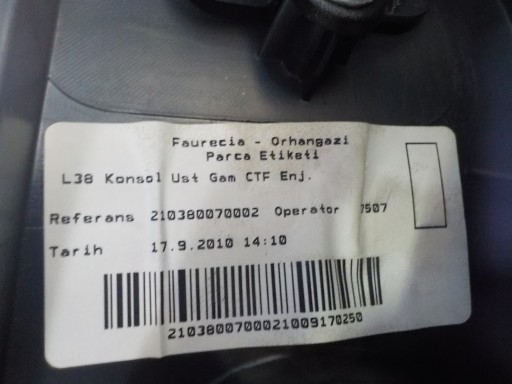 Faurecia - Orhangazi
Parca Etiketi
L38 Konsol Ust Gam CTF Enj.
Referans 210380070002 Operator 7507
Tarih 17.9.2010 14:10
2103800700021009170250